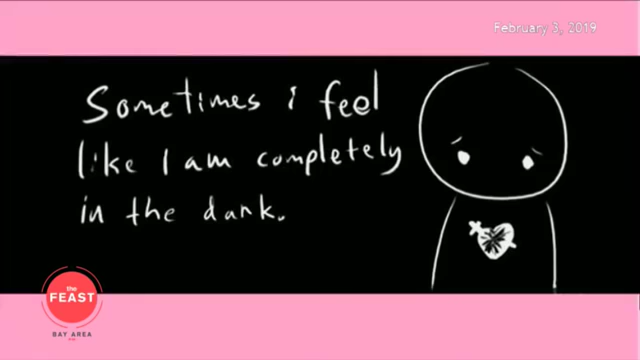 February 3, 2019
Sometimes i feel
like I am completely
in the dark.
the
FEAST
BAY AREA